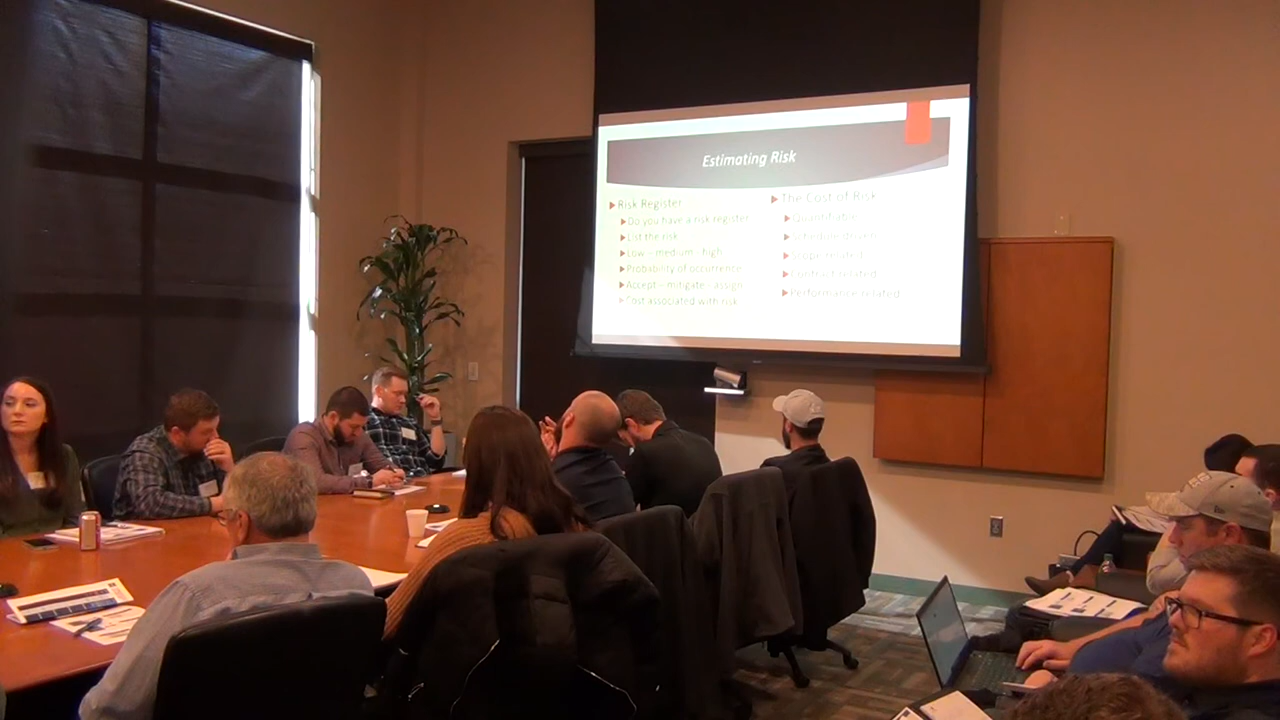 Estimating Risk
Risk Register
Do you have a risk register
List the risk
Low – medium - high
Probability of occurrence
Accept – mitigate - assign
Cost associated with risk
The Cost of Risk
Quantifiable
Schedule driven
Scope related
Contract related
Performance related